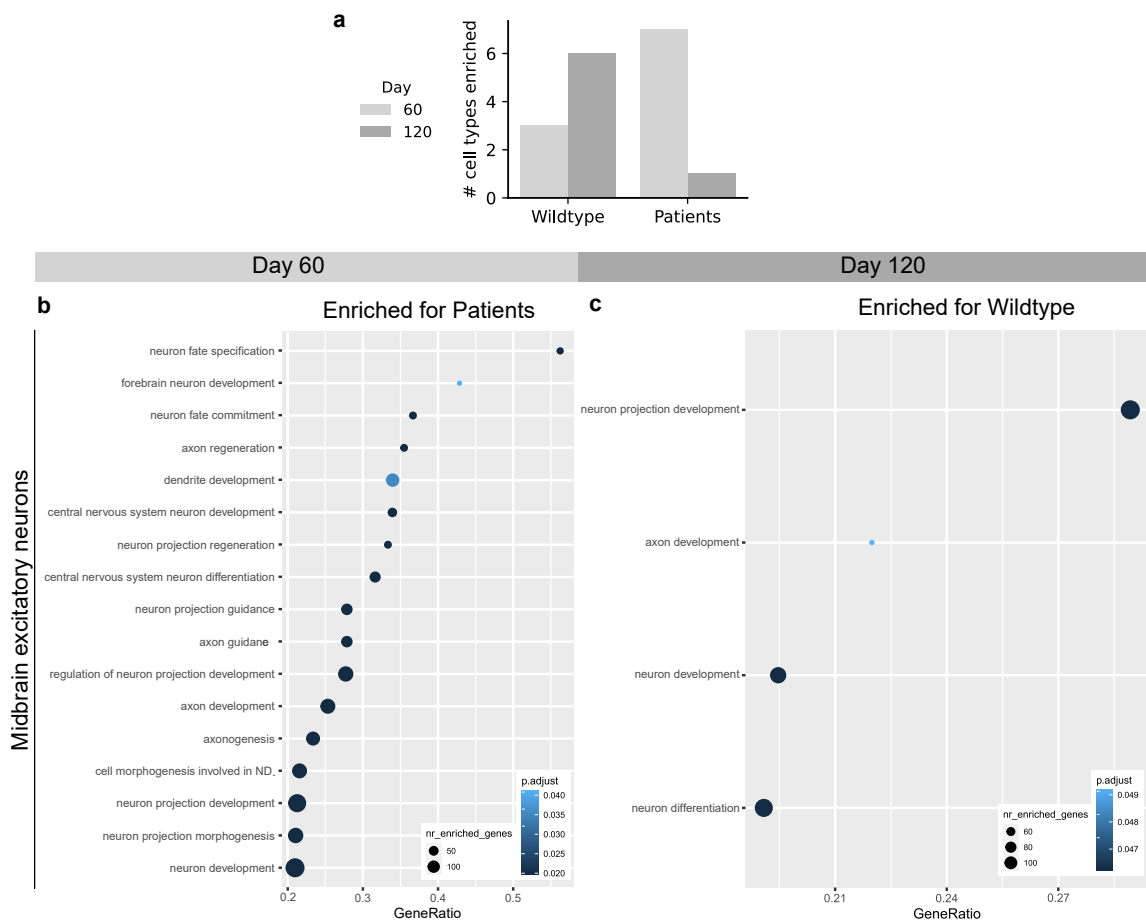 a
Day
60
120
# cell types enriched
6
4
2
0
Wildtype
Patients
Day 60
Day 120
b
Enriched for Patients
c
Enriched for Wildtype
Midbrain excitatory neurons
neuron fate specification
forebrain neuron development
neuron fate commitment
axon regeneration
dendrite development
central nervous system neuron development
neuron projection regeneration
central nervous system neuron differentiation
neuron projection guidance
axon guidane
regulation of neuron projection development
axon development
axonogenesis
cell morphogenesis involved in ND.
neuron projection development
neuron projection morphogenesis
neuron development
nr_enriched_genes
50
100
p.adjust
0.040
0.035
0.030
0.025
0.020
0.2
0.3
0.4
0.5
GeneRatio
neuron projection development
axon development
neuron development
neuron differentiation
nr_enriched_genes
60
80
100
p.adjust
0.049
0.048
0.047
0.21
0.24
0.27
GeneRatio